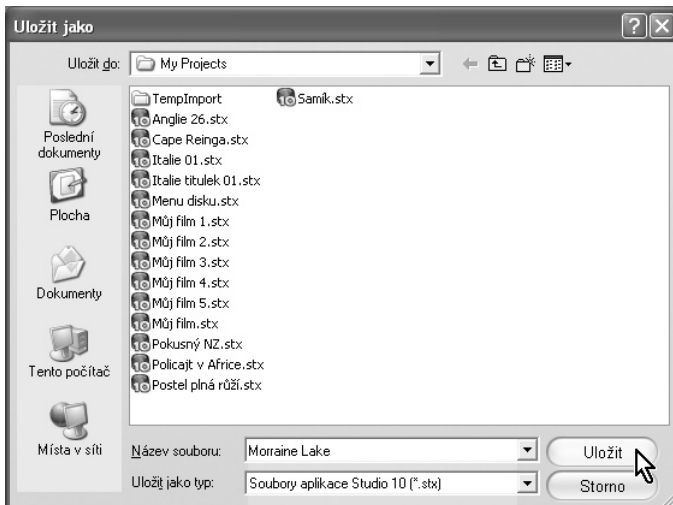 Uložit jako
Uložit do: My Projects
Poslední
dokumenty
Plocha
Dokumenty
Tento počítač
Místa v síti
TempImport
Anglie 26.stx
Cape Reinga.stx
Italie 01.stx
Italie titulek 01.stx
Menu disku.stx
Můj film 1.stx
Můj film 2.stx
Můj film 3.stx
Můj film 4.stx
Můj film 5.stx
Můj film.stx
Pokusný NZ.stx
Policajt v Africe.stx
Postel plná růží.stx
Samík.stx
Název souboru: Morraine Lake
Uložit
Uložit jako typ: Soubory aplikace Studio 10 (*.stx)
Storno